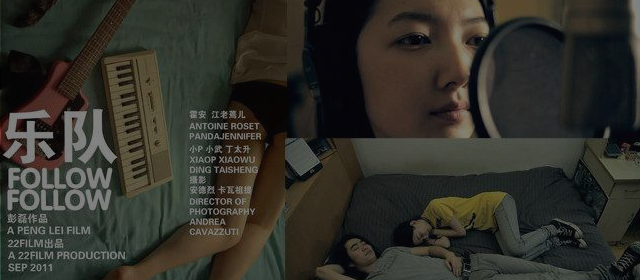 乐队
FOLLOW
FOLLOW
彭磊作品
A PENG LEI FILM
22FILM出品
A 22FILM PRODUCTION
SEP 2011
霍安 江老蔫儿
ANTOINE ROSET
PANDAJENNIFER
小P 小武 丁太升
XIAOP XIAOWU
DING TAISHENG
摄影
安德烈 卡瓦祖缇
DIRECTOR OF
PHOTOGRAPHY
ANDREA
CAVAZZUTI